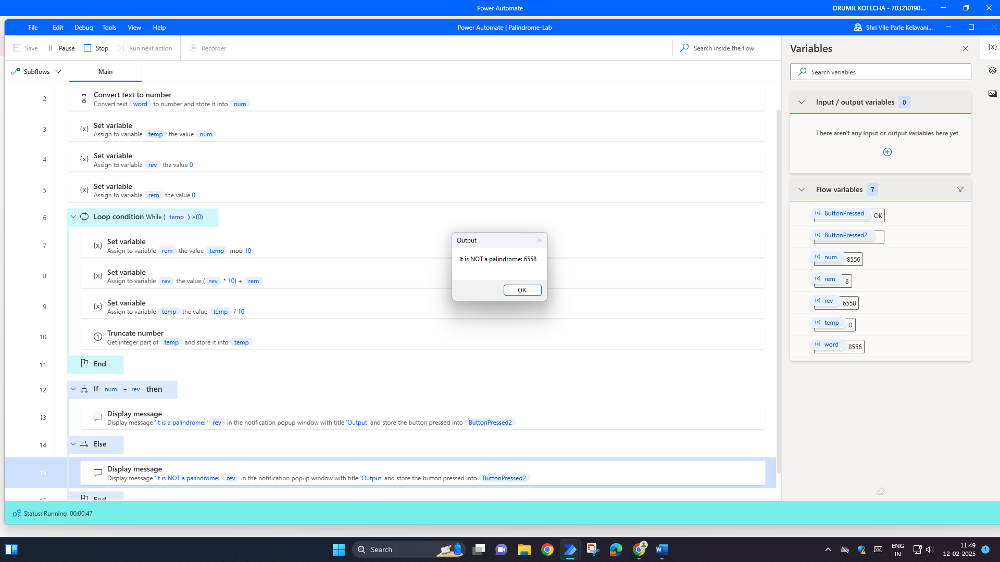 Power Automate
DRUMIL KOTECHA - 703210190...
File Edit Debug Tools View Help
Power Automate | Palindrome-Lab
Shri Vile Parle Kelavani...
Save Pause Stop Run next action Recorder
Search inside the flow
Subflows Main
2 Convert text to number
Convert text word to number and store it into num
3 {x} Set variable
Assign to variable temp the value num
4 {x} Set variable
Assign to variable rev the value 0
5 {x} Set variable
Assign to variable rem the value 0
6 Loop condition While ( temp ) >(0)
7 {x} Set variable
Assign to variable rem the value temp mod 10
8 {x} Set variable
Assign to variable rev the value ( rev * 10) + rem
9 {x} Set variable
Assign to variable temp the value temp / 10
10 1 Truncate number
Get integer part of temp and store it into temp
11 End
12 If num = rev then
13 Display message
Display message 'It is a palindrome: ' rev in the notification popup window with title 'Output' and store the button pressed into ButtonPressed2
14 Else
15 Display message
Display message 'It is NOT a palindrome: ' rev in the notification popup window with title 'Output' and store the button pressed into ButtonPressed2
16 End
Output
It is NOT a palindrome: 6558
OK
Variables
{x}
Search variables
Input / output variables 0
There aren't any input or output variables here yet
Flow variables 7
(x) ButtonPressed OK
(x) ButtonPressed2
(x) num 8556
(x) rem 8
(x) rev 6558
(x) temp 0
(x) word 8556
Status: Running 00:00:47
Search
ENG
IN
11:49
12-02-2025
1